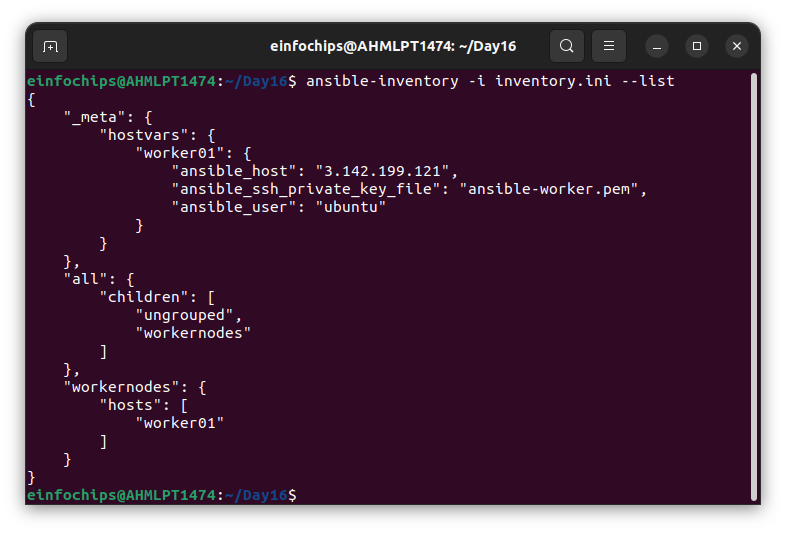 einfochips@AHMLPT1474: ~/Day16
einfochips@AHMLPT1474:~/Day16$ ansible-inventory -i inventory.ini --list
{
    "_meta": {
        "hostvars": {
            "worker01": {
                "ansible_host": "3.142.199.121",
                "ansible_ssh_private_key_file": "ansible-worker.pem",
                "ansible_user": "ubuntu"
            }
        }
    },
    "all": {
        "children": [
            "ungrouped",
            "workernodes"
        ]
    },
    "workernodes": {
        "hosts": [
            "worker01"
        ]
    }
}
einfochips@AHMLPT1474:~/Day16$